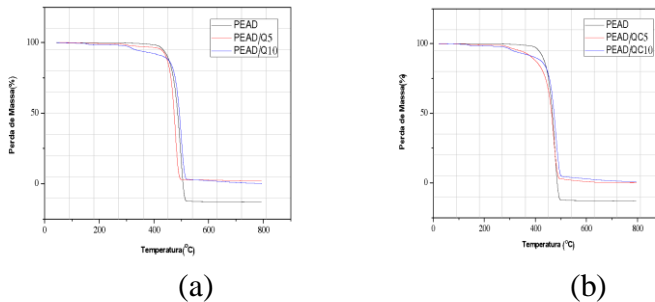 PEAD
PEAD/Q5
PEAD/Q10
100
50
0
Perda de Massa(%)
0
200
400
600
800
Temperatura(°C)
(a)
PEAD
PEAD/QC5
PEAD/QC10
100
50
0
Perda de Massa(%)
0
200
400
600
800
Temperatura(°C)
(b)